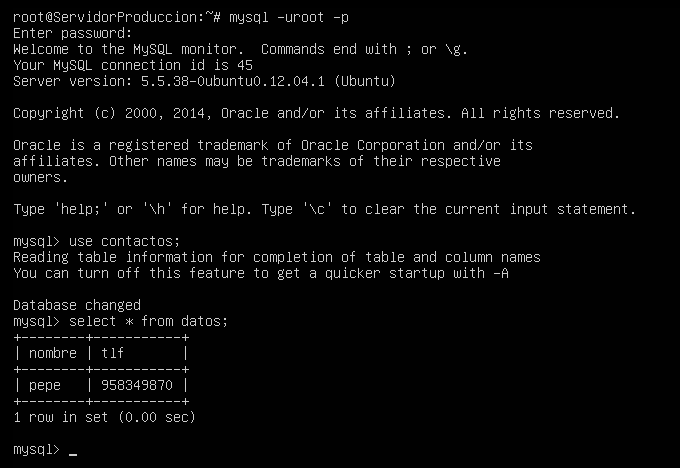 root@ServidorProduccion:~# mysql -uroot -p
Enter password:
Welcome to the MySQL monitor.  Commands end with ; or \g.
Your MySQL connection id is 45
Server version: 5.5.38-0ubuntu0.12.04.1 (Ubuntu)
Copyright (c) 2000, 2014, Oracle and/or its affiliates. All rights reserved.
Oracle is a registered trademark of Oracle Corporation and/or its
affiliates. Other names may be trademarks of their respective
owners.
Type 'help;' or '\h' for help. Type '\c' to clear the current input statement.
mysql> use contactos;
Reading table information for completion of table and column names
You can turn off this feature to get a quicker startup with -A
Database changed
mysql> select * from datos;
+--------+-----------+
| nombre | tlf       |
+--------+-----------+
| pepe   | 958349870 |
+--------+-----------+
1 row in set (0.00 sec)
mysql> _